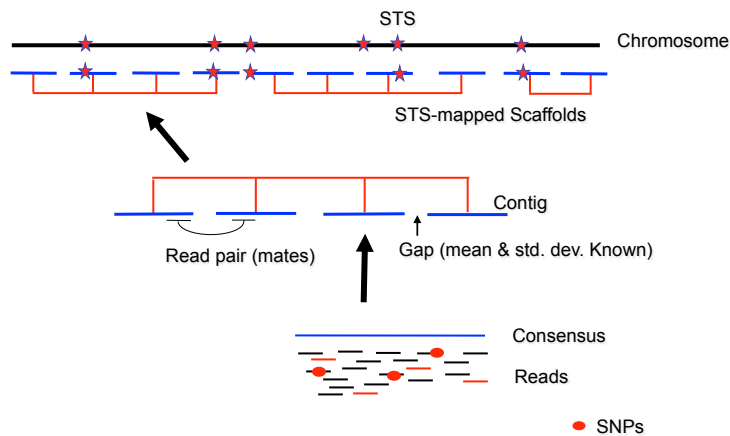 STS
Chromosome
STS-mapped Scaffolds
Contig
Read pair (mates)
Gap (mean & std. dev. Known)
Consensus
Reads
SNPs